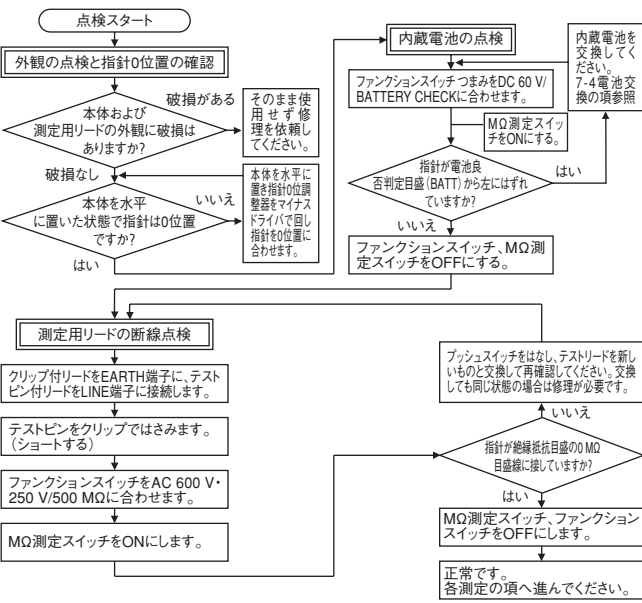 点検スタート
外観の点検と指針0位置の確認
本体および
測定用リードの外観に破損は
ありますか?
破損がある
そのまま使
用せず修
理を依頼し
てください。
破損なし
本体を水平
に置いた状態で指針は0位置
ですか?
いいえ
本体を水平に
置き指針0位調
整器をマイナス
ドライバで回し
指針を0位置に
合わせます。
はい
内蔵電池の点検
ファンクションスイッチ つまみをDC 60 V/
BATTERY CHECKに合わせます。
MΩ測定スイッ
チをONにする。
指針が電池良
否判定目盛(BATT)から左にはずれ
ていますか?
はい
内蔵電池を
交換してく
ださい。
7-4電池交
換の項参照
いいえ
ファンクションスイッチ、MΩ測
定スイッチをOFFにする。
測定用リードの断線点検
クリップ付リードをEARTH端子に、テスト
ピン付リードをLINE端子に接続します。
テストピンをクリップではさみます。
(ショートする)
ファンクションスイッチをAC 600 V・
250 V/500 MΩに合わせます。
MΩ測定スイッチをONにします。
プッシュスイッチをはなし、テストリードを新し
いものと交換して再確認してください。交換
しても同じ状態の場合は修理が必要です。
いいえ
指針が絶縁抵抗目盛の0 MΩ
目盛線に接していますか?
はい
MΩ測定スイッチ、ファンクション
スイッチをOFFにします。
正常です。
各測定の項へ進んでください。